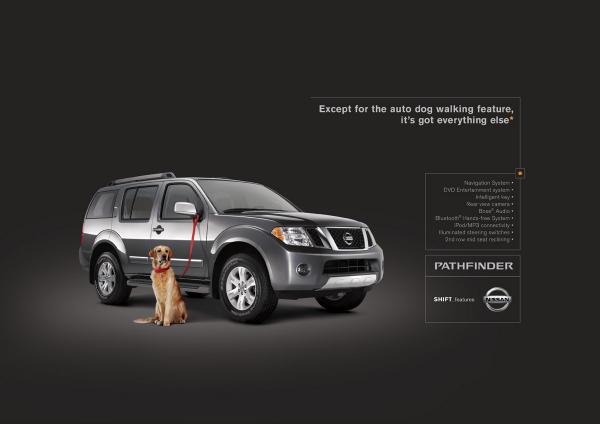 Except for the auto dog walking feature,
it's got everything else*
*
Navigation System •
DVD Entertainment system •
Intelligent key •
Rear view camera •
Bose® Audio •
Bluetooth® Hands-free System •
iPod/MP3 connectivity •
Illuminated steering switches •
2nd row mid seat reclining •
PATHFINDER
SHIFT_features
NISSAN